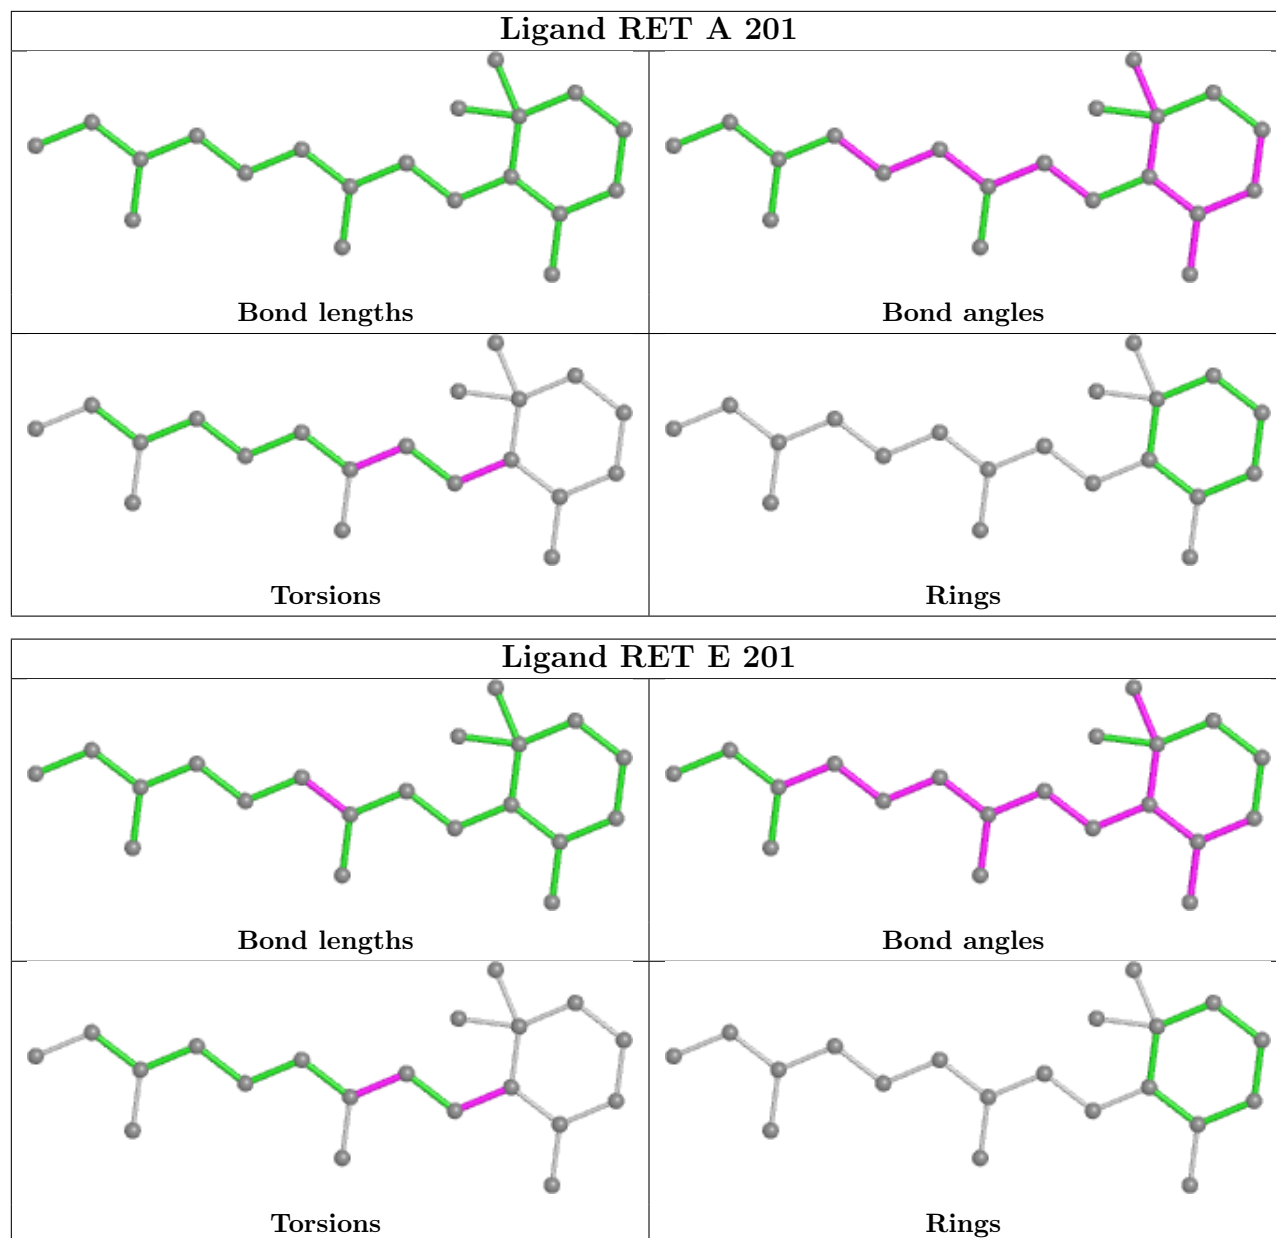 Ligand RET A 201
Bond lengths
Bond angles
Torsions
Rings
Ligand RET E 201
Bond lengths
Bond angles
Torsions
Rings